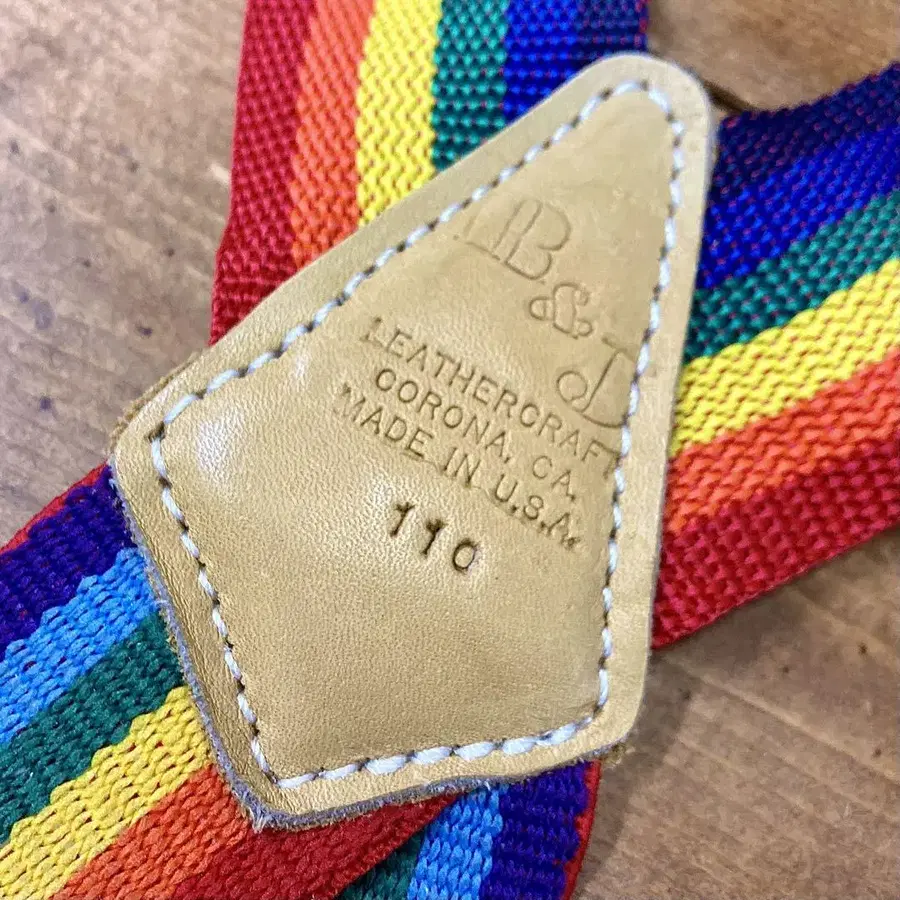 B & D
LEATHERCRAFT
CORONA, CA.
MADE IN U.S.A.
110